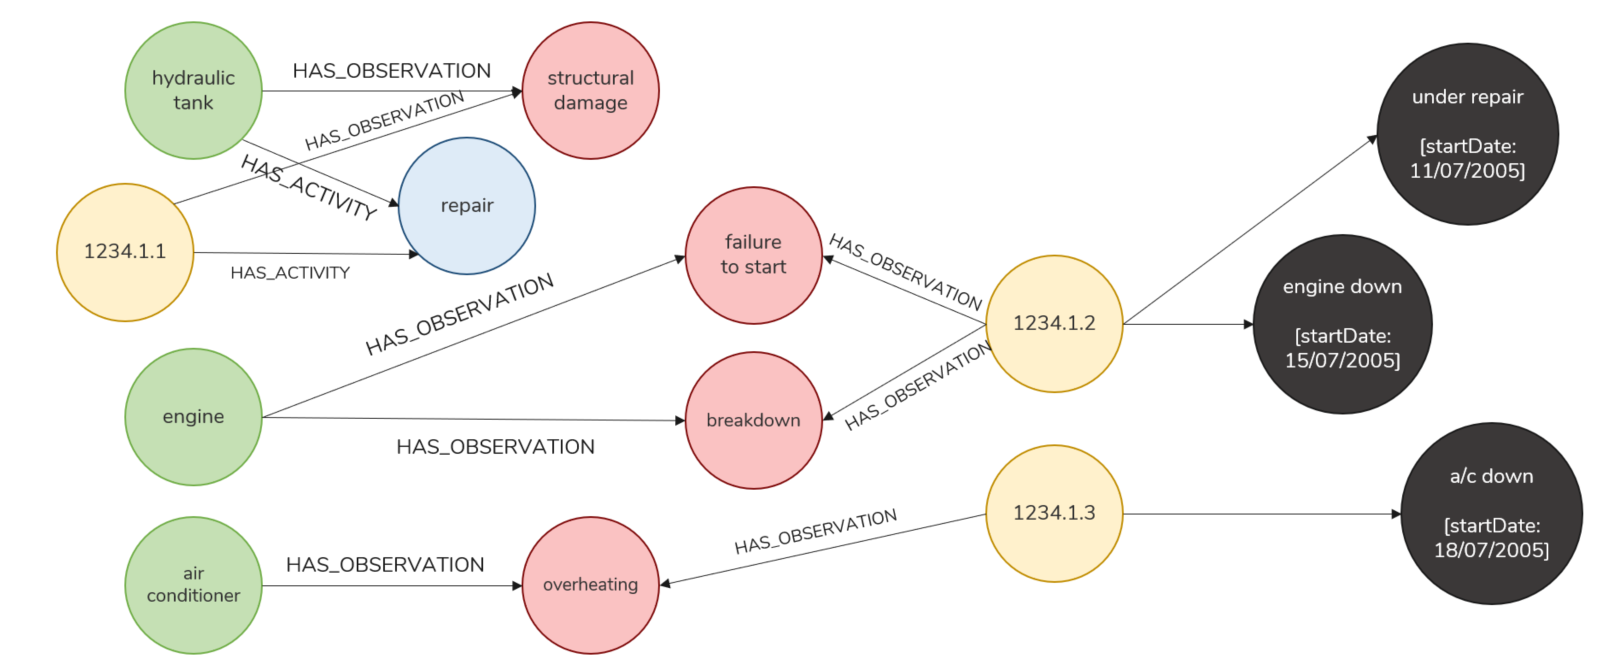 hydraulic
tank
HAS_OBSERVATION
structural
damage
HAS_OBSERVATION
HAS_ACTIVITY
repair
1234.1.1
HAS_ACTIVITY
under repair
[startDate:
11/07/2005]
failure
to start
HAS_OBSERVATION
1234.1.2
engine down
[startDate:
15/07/2005]
HAS_OBSERVATION
engine
HAS_OBSERVATION
breakdown
HAS_OBSERVATION
1234.1.3
a/c down
[startDate:
18/07/2005]
HAS_OBSERVATION
air
conditioner
HAS_OBSERVATION
overheating